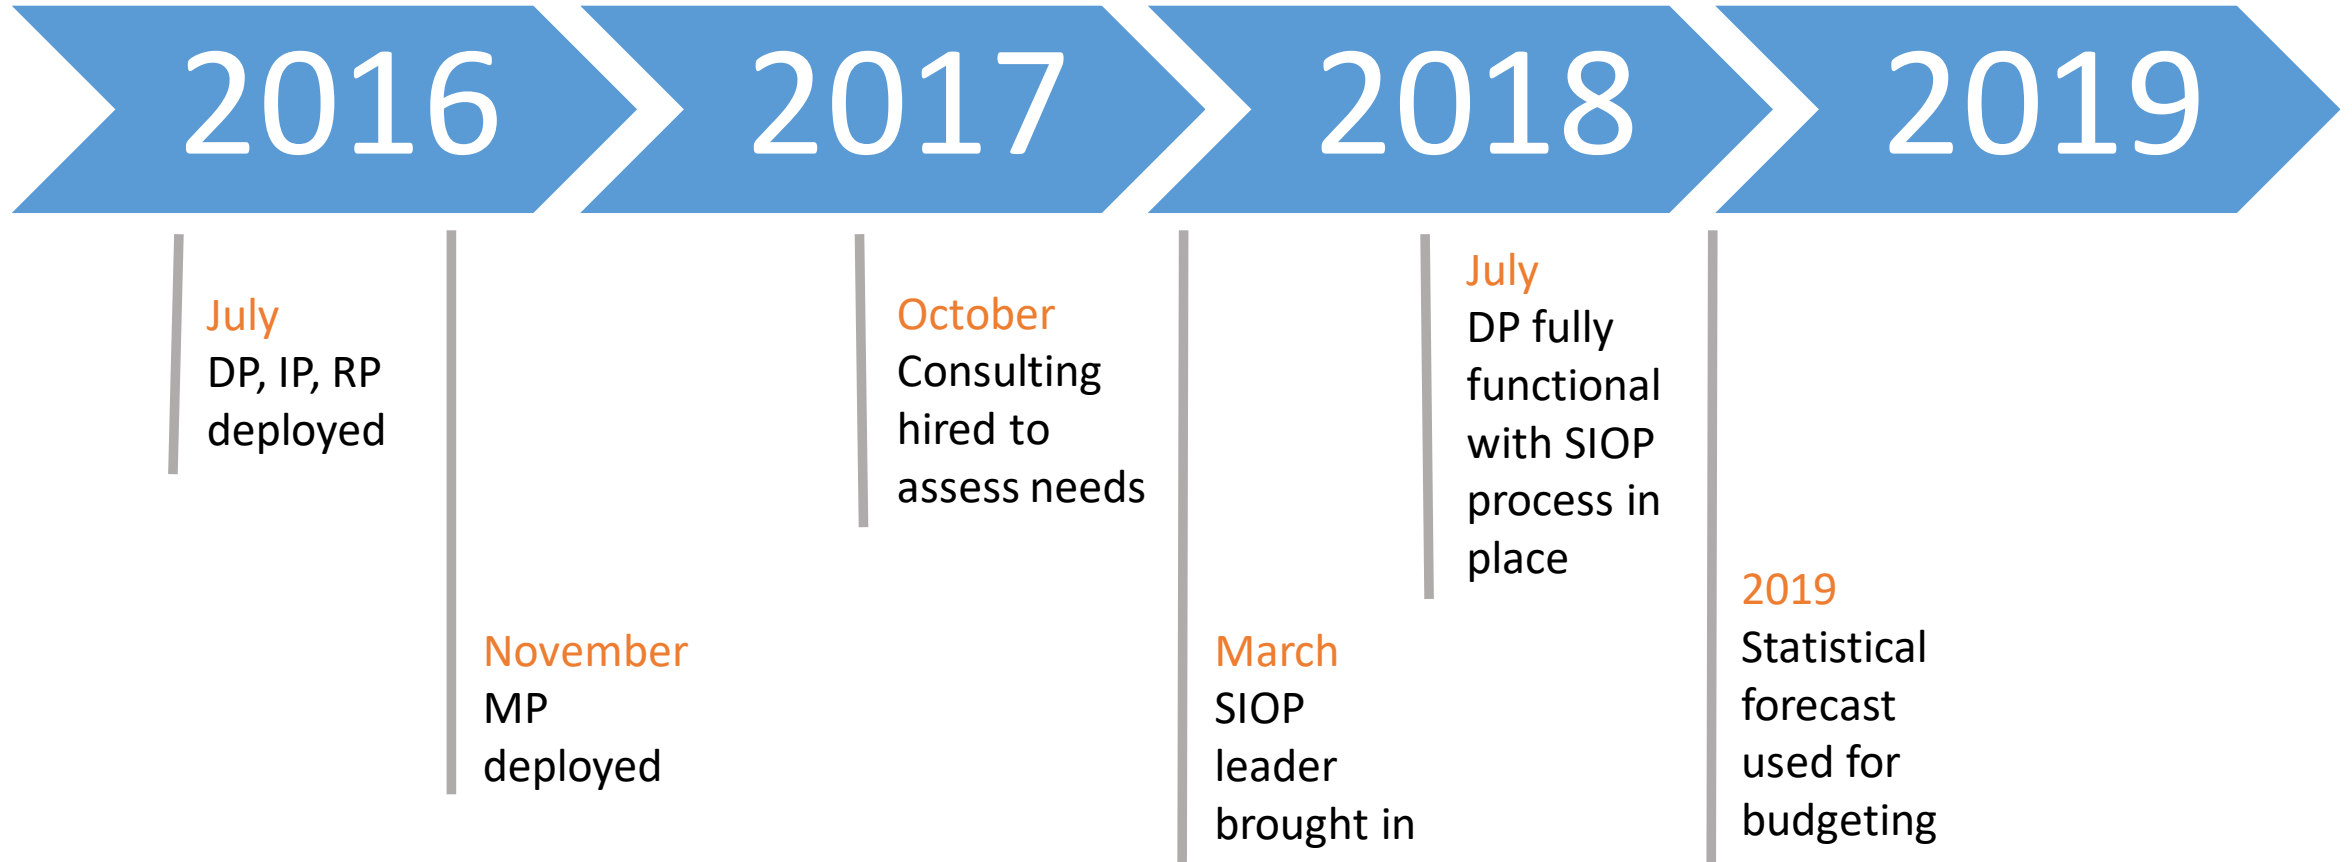 2016
2017
2018
2019
July
DP, IP, RP
deployed
November
MP
deployed
October
Consulting
hired to
assess needs
March
SIOP
leader
brought in
July
DP fully
functional
with SIOP
process in
place
2019
Statistical
forecast
used for
budgeting